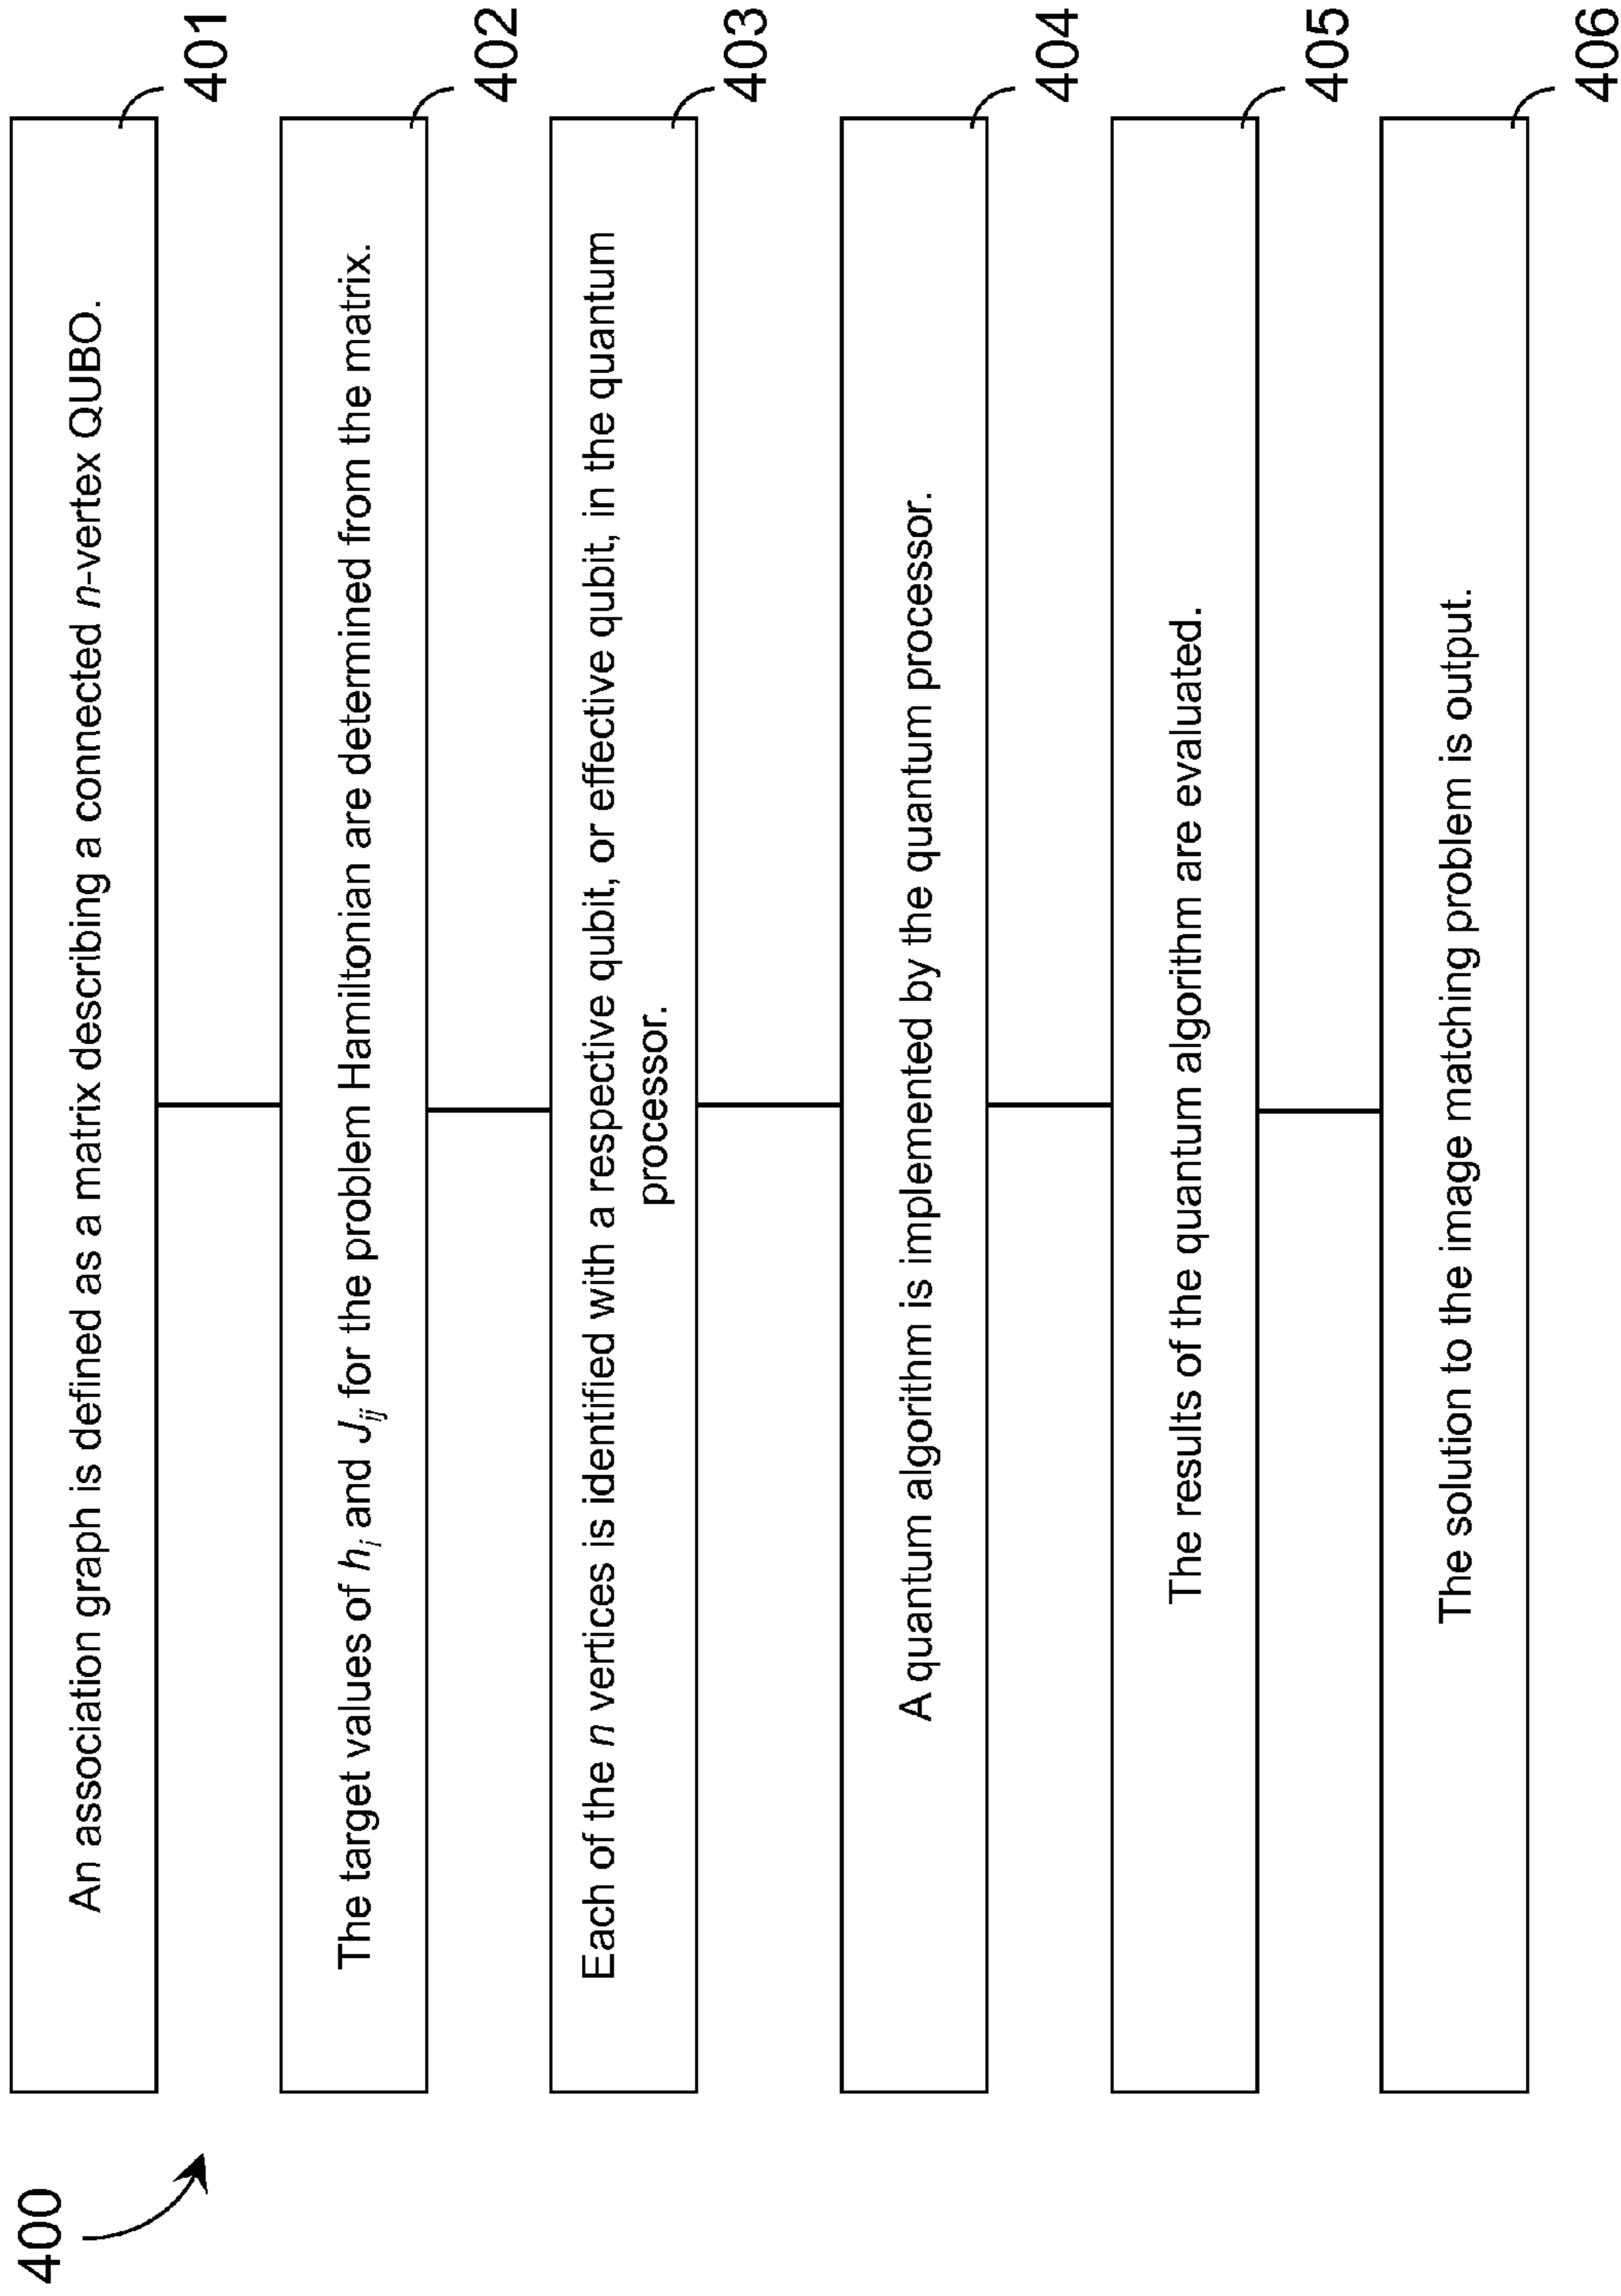 400
An association graph is defined as a matrix describing a connected n-vertex QUBO.
401
The target values of hi and Jij for the problem Hamiltonian are determined from the matrix.
402
Each of the n vertices is identified with a respective qubit, or effective qubit, in the quantum
processor.
403
A quantum algorithm is implemented by the quantum processor.
404
The results of the quantum algorithm are evaluated.
405
The solution to the image matching problem is output.
406